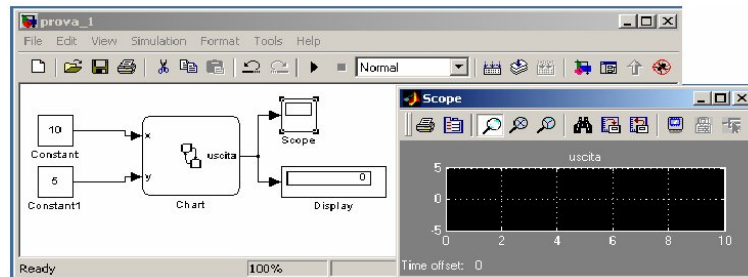 prova_1
File Edit View Simulation Format Tools Help
Normal
10
Constant
5
Constant1
x
y
uscita
Chart
Scope
0
Display
Ready
100%
Scope
uscita
5
0
-5
0 2 4 6 8 10
Time offset: 0